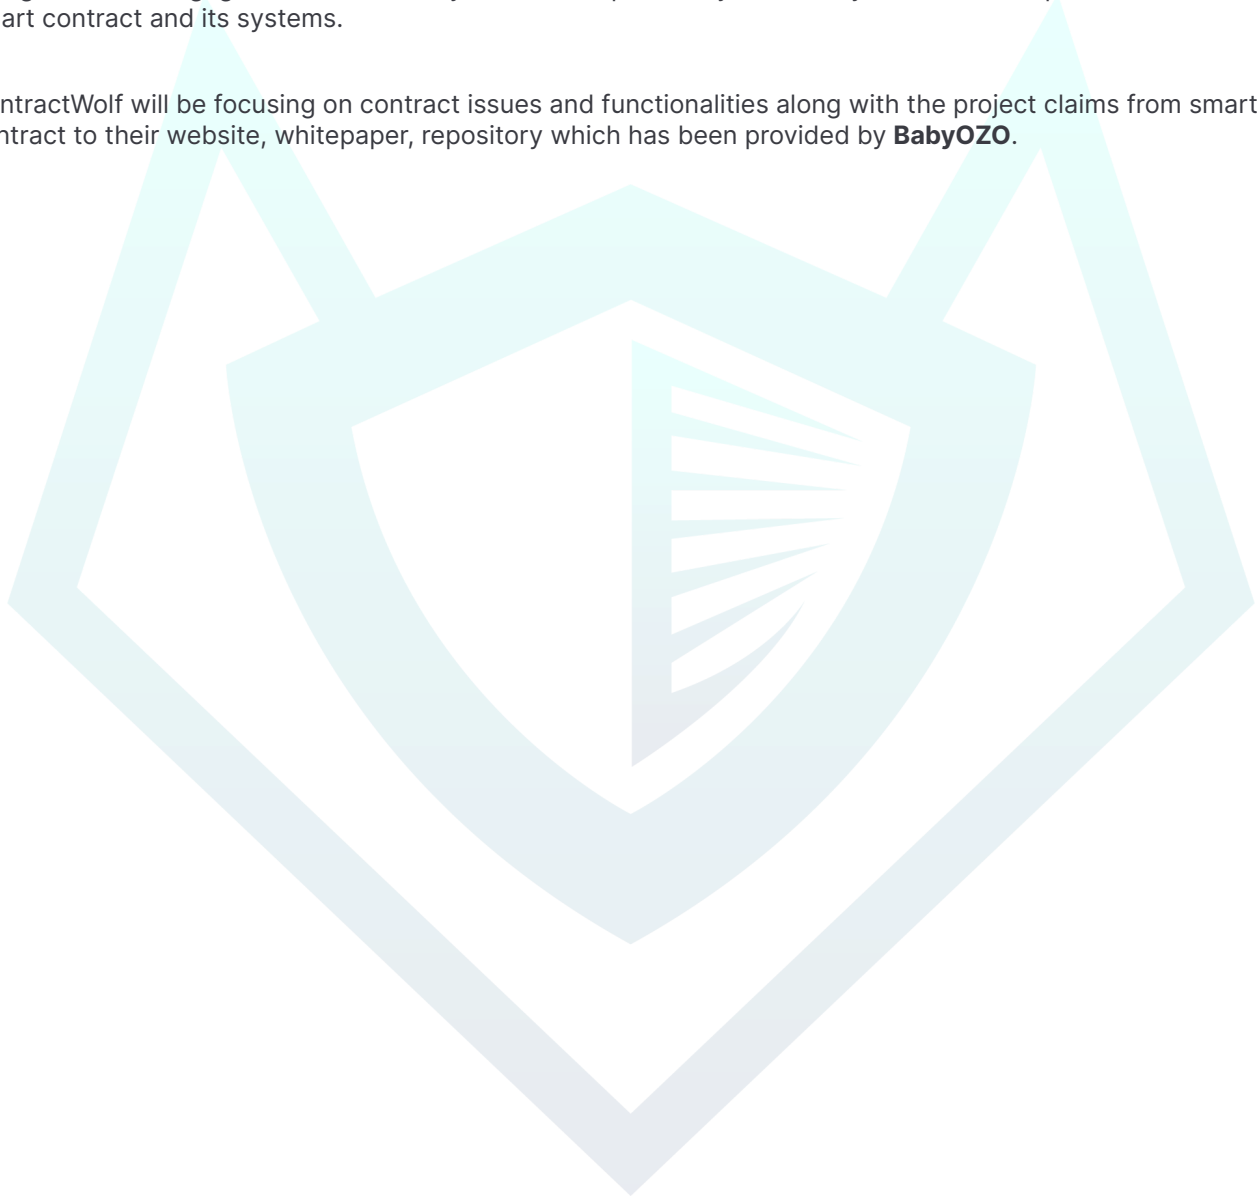 art contract and its systems.
ntractWolf will be focusing on contract issues and functionalities along with the project claims from smart
ntract to their website, whitepaper, repository which has been provided by BabyOZO.